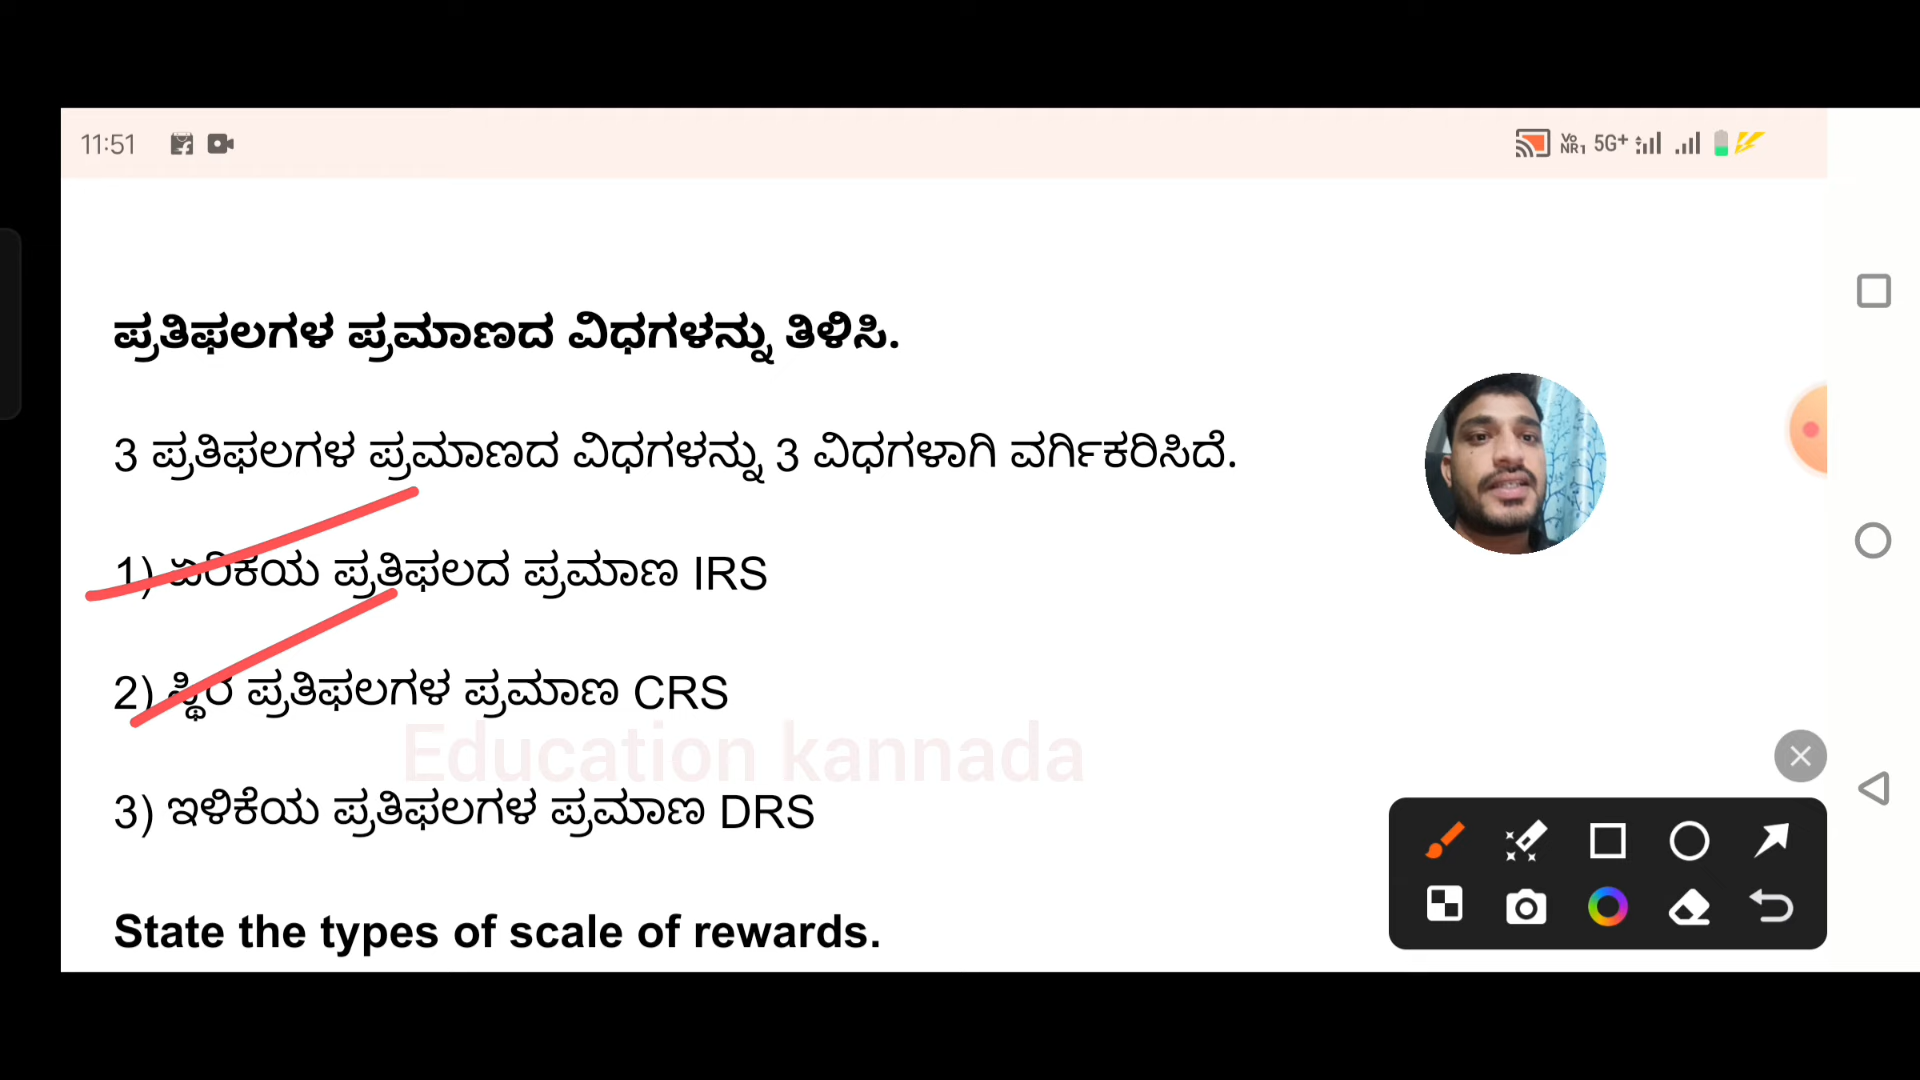 11:51
Vo
NR1 5G+
ಪ್ರತಿಫಲಗಳ ಪ್ರಮಾಣದ ವಿಧಗಳನ್ನು ತಿಳಿಸಿ.
3 ಪ್ರತಿಫಲಗಳ ಪ್ರಮಾಣದ ವಿಧಗಳನ್ನು 3 ವಿಧಗಳಾಗಿ ವರ್ಗಿಕರಿಸಿದೆ.
1) ಏರಿಕೆಯ ಪ್ರತಿಫಲದ ಪ್ರಮಾಣ IRS
2) ಸ್ಥಿರ ಪ್ರತಿಫಲಗಳ ಪ್ರಮಾಣ CRS
Education kannada
3) ಇಳಿಕೆಯ ಪ್ರತಿಫಲಗಳ ಪ್ರಮಾಣ DRS
State the types of scale of rewards.